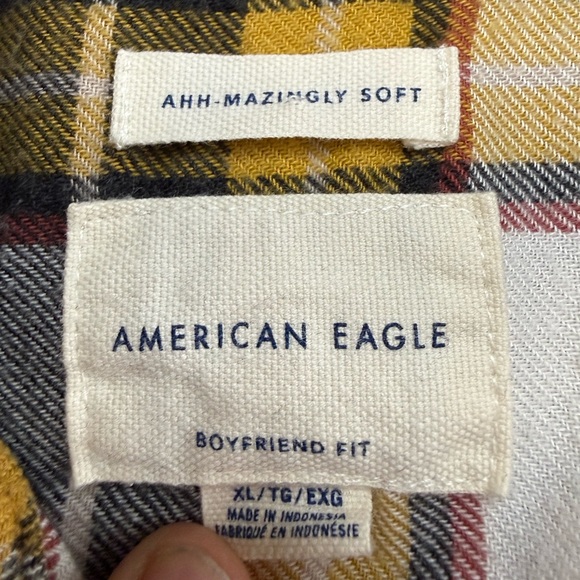 AHH-MAZINGLY SOFT
AMERICAN EAGLE
BOYFRIEND FIT
XL/TG/EXG
MADE IN INDONESIA
FABRIQUÉ EN INDONÉSIE